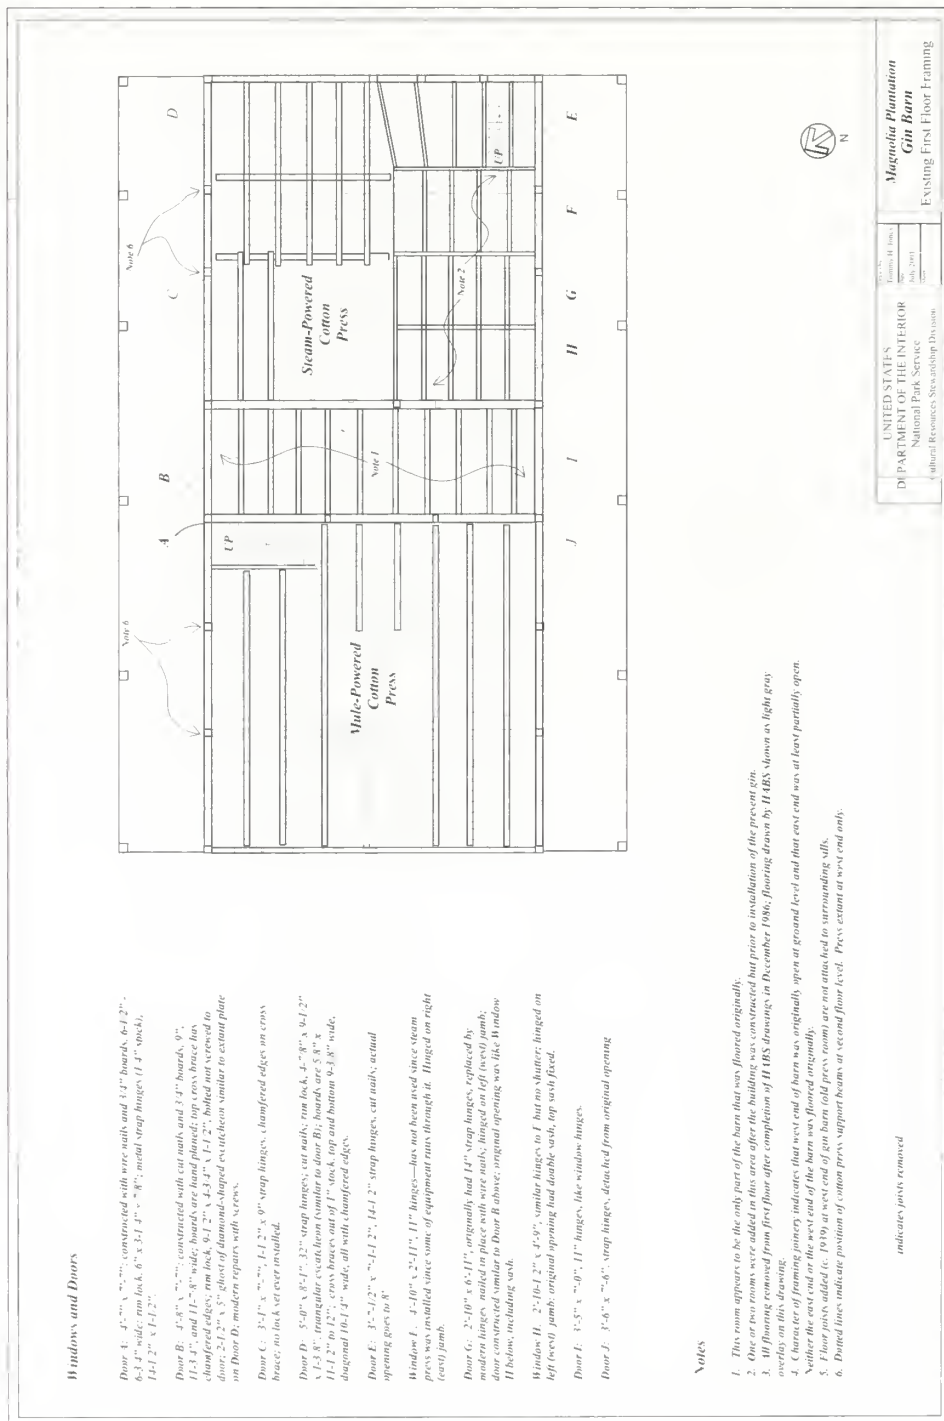 Windows and Doors
Door A: 4'-7" x 7'-7"; constructed with wire nails and 3/4" boards, 6-1/2" -
6-3/4" wide; rim lock, 6" x 3-1/4" x 7/8"; metal strap hinges (1/4" stock),
14-1/2" x 1-1/2".
Door B: 4'-8" x 7'-7"; constructed with cut nails and 3/4" boards, 9",
11-3/4", and 11-7/8" wide; boards are hand planed; top cross brace has
chamfered edges; rim lock, 9-1/2" x 4-3/4" x 1-1/2", bolted not screwed to
door; 2-1/2" x 5" ghost of diamond-shaped escutcheon similar to extant plate
on Door D; modern repairs with screws.
Door C: 3'-1" x 7'-7", 1-1/2" x 9" strap hinges, chamfered edges on cross
brace; no lock set ever installed.
Door D: 5'-0" x 8'-1", 32" strap hinges; cut nails; rim lock, 4-7/8" x 9-1/2"
x 1-3/8", triangular escutcheon (similar to door B); boards are 5/8" x
11-1/2" to 12"; cross braces out of 1" stock, top and bottom 9-3/8" wide,
diagonal 10-1/4" wide, all with chamfered edges.
Door E: 3'-7-1/2" x 7'-1-1/2", 14-1/2" strap hinges, cut nails; actual
opening goes to 8'
Window F: 4'-10" x 2'-11", 11" hinges—has not been used since steam
press was installed since some of equipment runs through it. Hinged on right
(east) jamb.
Door G: 2'-10" x 6'-11", originally had 14" strap hinges, replaced by
modern hinges nailed in place with wire nails; hinged on left (west) jamb;
door constructed similar to Door B above; original opening was like Window
H below, including sash.
Window H: 2'-10-1/2" x 4'-9", similar hinges to F but no shutter; hinged on
left (west) jamb; original opening had double sash, top sash fixed.
Door I: 3'-5" x 7'-0", 11" hinges, like window hinges.
Door J: 3'-6" x 7'-6", strap hinges, detached from original opening
Note 6
Note 6
A
B
C
D
UP
Mule-Powered
Cotton
Press
Note 1
Steam-Powered
Cotton
Press
Note 2
UP
J
I
H
G
F
E
Notes
1. This room appears to be the only part of the barn that was floored originally.
2. One or two rooms were added in this area after the building was constructed but prior to installation of the present gin.
3. All flooring removed from first floor after completion of HABS drawings in December 1986; flooring drawn by HABS shown as light gray
overlay on this drawing.
4. Character of framing joinery indicates that west end of barn was originally open at ground level and that east end was at least partially open.
Neither the east end or the west end of the barn was floored originally.
5. Floor joists added (c. 1939) at west end of gin barn (old press room) are not attached to surrounding sills.
6. Dotted lines indicate position of cotton press support beams at second floor level. Press extant at west end only.
indicates joists removed
N
UNITED STATES
DEPARTMENT OF THE INTERIOR
National Park Service
Cultural Resources Stewardship Division
Tommy H. Jones
July 2001
Magnolia Plantation
Gin Barn
Existing First Floor Framing